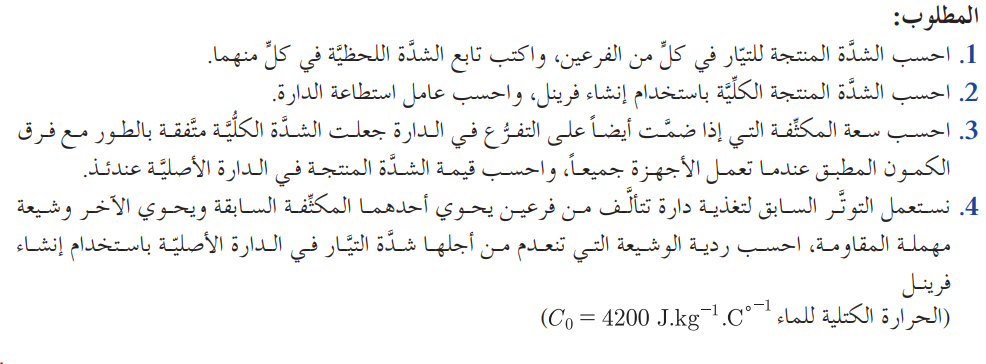 المطلوب:
1. احسب الشدَّة المنتجة للتيّار في كلٍّ من الفرعين، واكتب تابع الشدَّة اللحظيَّة في كلٍّ منهما.
2. احسب الشدَّة المنتجة الكلِّيَّة باستخدام إنشاء فرينل، واحسب عامل استطاعة الدارة.
3. احسب سعة المكثِّفة التي إذا ضمَّت أيضاً على التفرُّع في الدارة جعلت الشدَّة الكلُّيَّة متَّفقة بالطور مع فرق
الكمون المطبق عندما تعمل الأجهزة جميعاً، واحسب قيمة الشدَّة المنتجة في الدارة الأصليَّة عندئذ.
4. نستعمل التوتُّر السابق لتغذية دارة تتألَّف من فرعين يحوي أحدهما المكثِّفة السابقة ويحوي الآخر وشيعة
مهملة المقاومة، احسب ردية الوشيعة التي تنعدم من أجلها شدَّة التيَّار في الدارة الأصليّة باستخدام إنشاء
فرينل
(الحرارة الكتلية للماء C₀ = 4200 J.kg⁻¹.C°⁻¹)